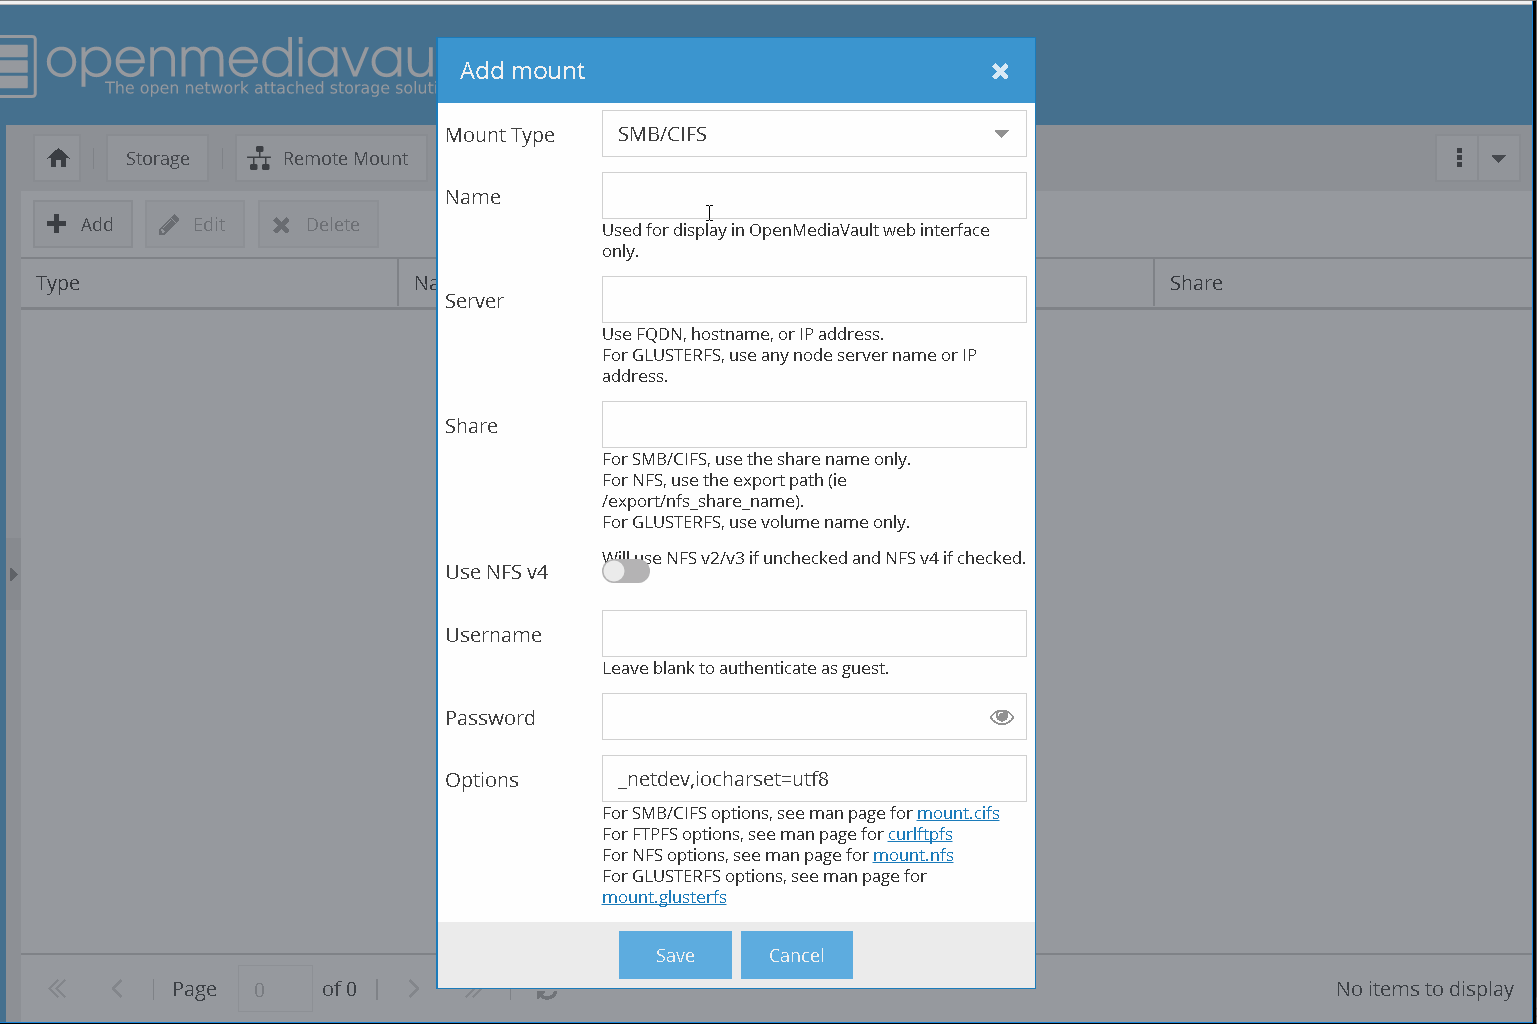 openmediavau
The open network attached storage soluti
Add mount
Storage
Remote Mount
Add
Edit
Delete
Type
Na
Share
Mount Type
SMB/CIFS
Name
Used for display in OpenMediaVault web interface
only.
Server
Use FQDN, hostname, or IP address.
For GLUSTERFS, use any node server name or IP
address.
Share
For SMB/CIFS, use the share name only.
For NFS, use the export path (ie
/export/nfs_share_name).
For GLUSTERFS, use volume name only.
Will use NFS v2/v3 if unchecked and NFS v4 if checked.
Use NFS v4
Username
Leave blank to authenticate as guest.
Password
Options
_netdev,iocharset=utf8
For SMB/CIFS options, see man page for mount.cifs
For FTPFS options, see man page for curlftpfs
For NFS options, see man page for mount.nfs
For GLUSTERFS options, see man page for
mount.glusterfs
Save
Cancel
Page
0
of 0
No items to display